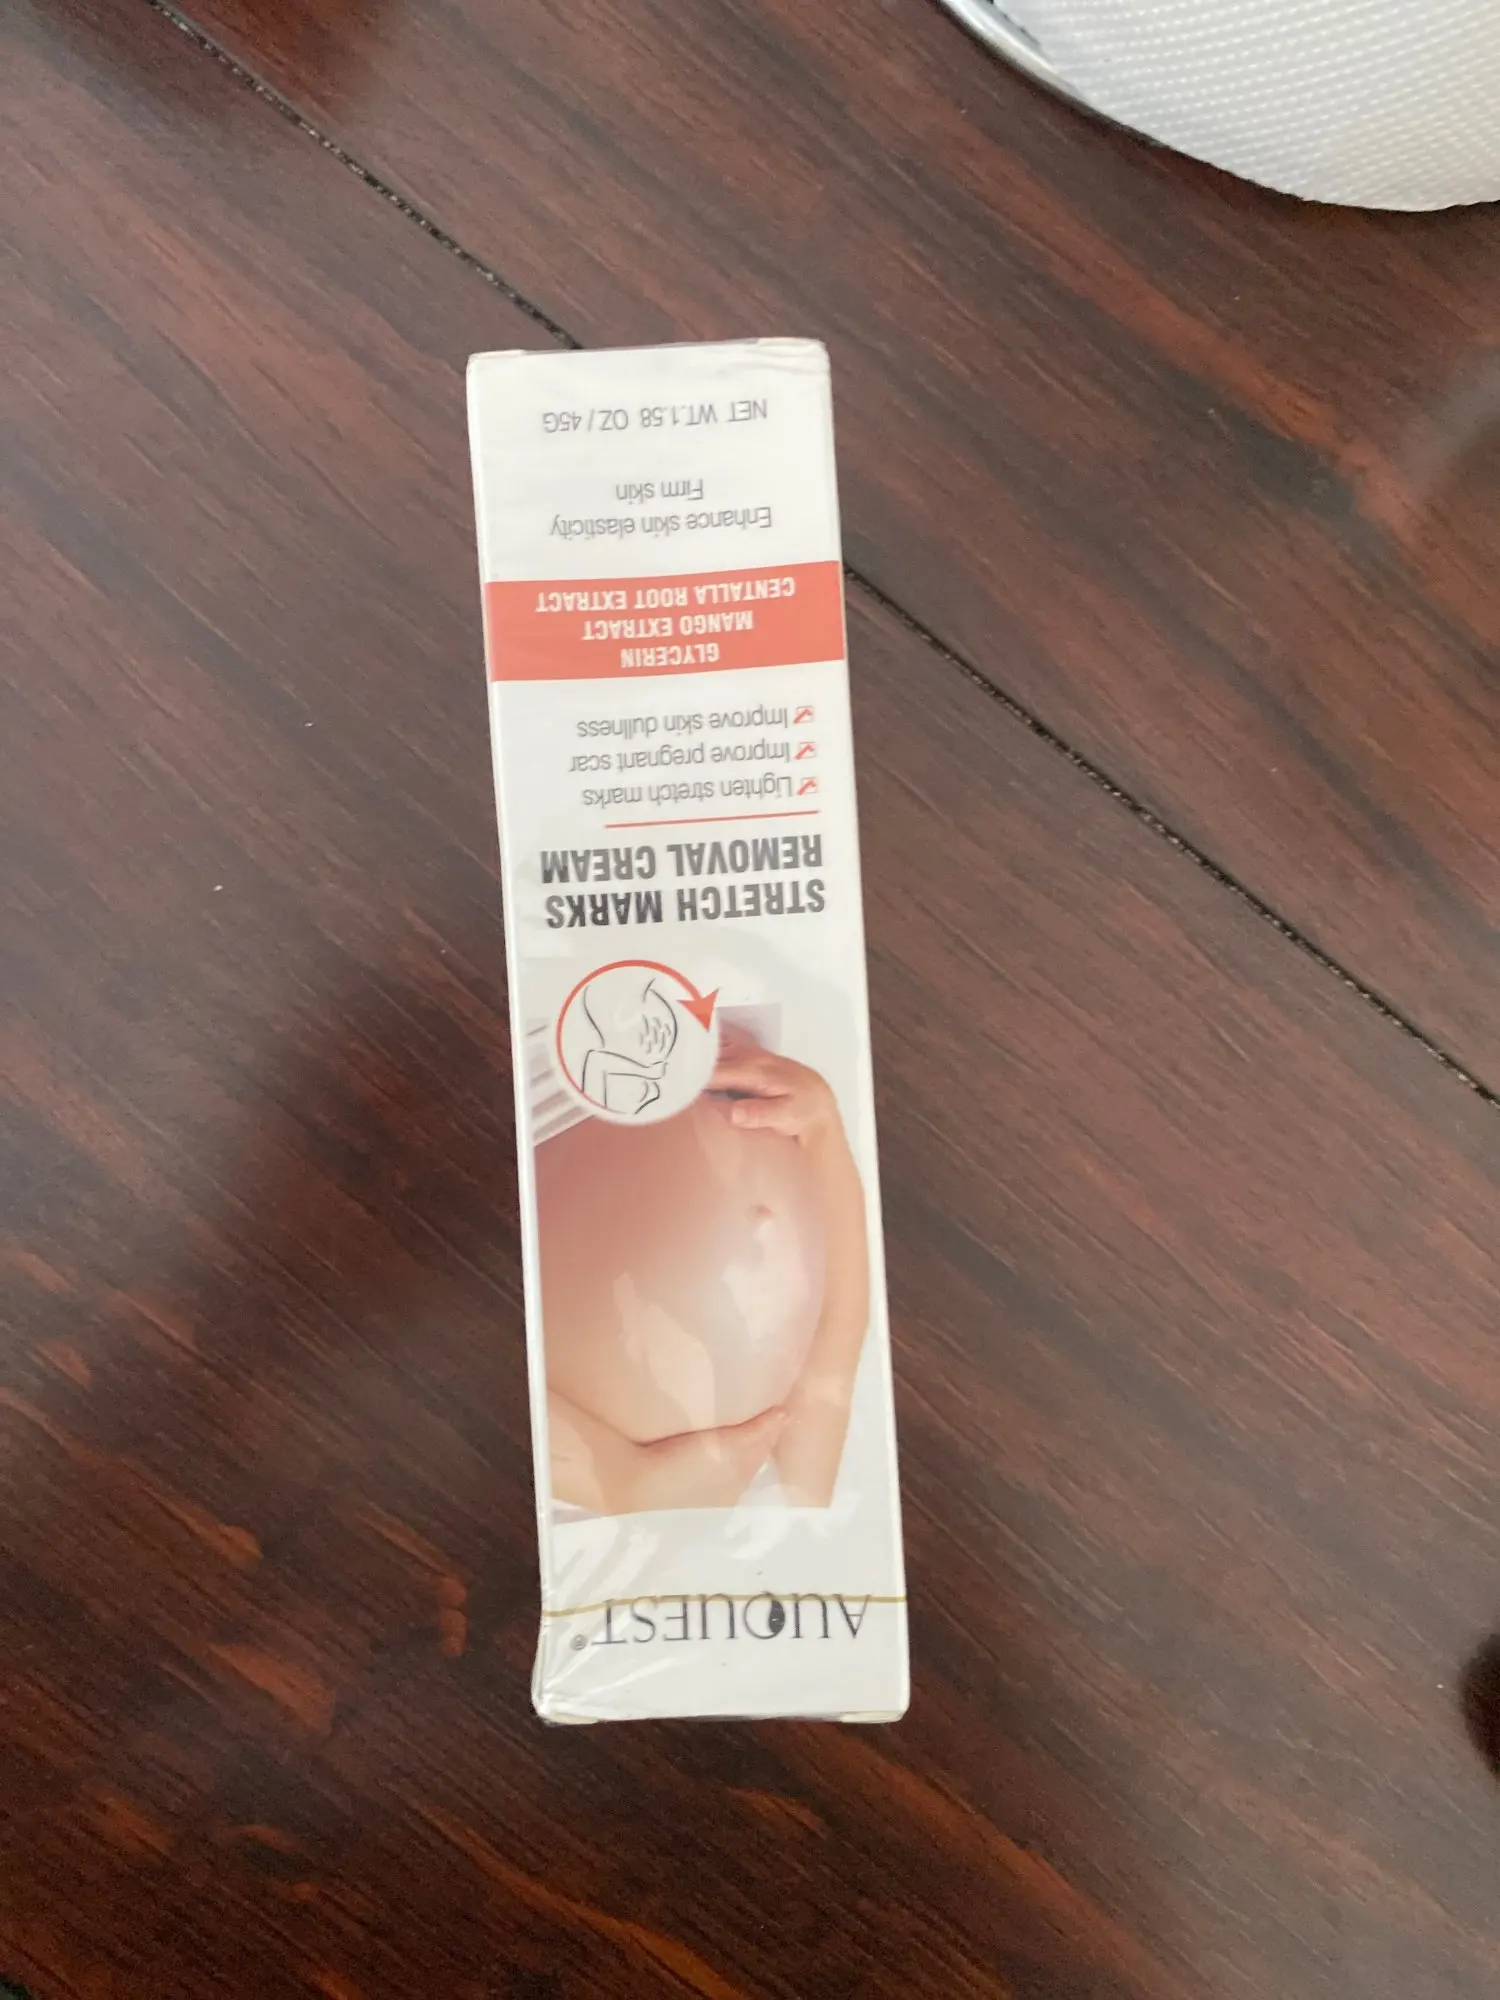 AUQUEST®
STRETCH MARKS
REMOVAL CREAM
Lighten stretch marks
Improve pregnant scar
Improve skin dullness
GLYCERIN
MANGO EXTRACT
CENTALLA ROOT EXTRACT
Enhance skin elasticity
Firm skin
NET WT.1.58 OZ / 45G